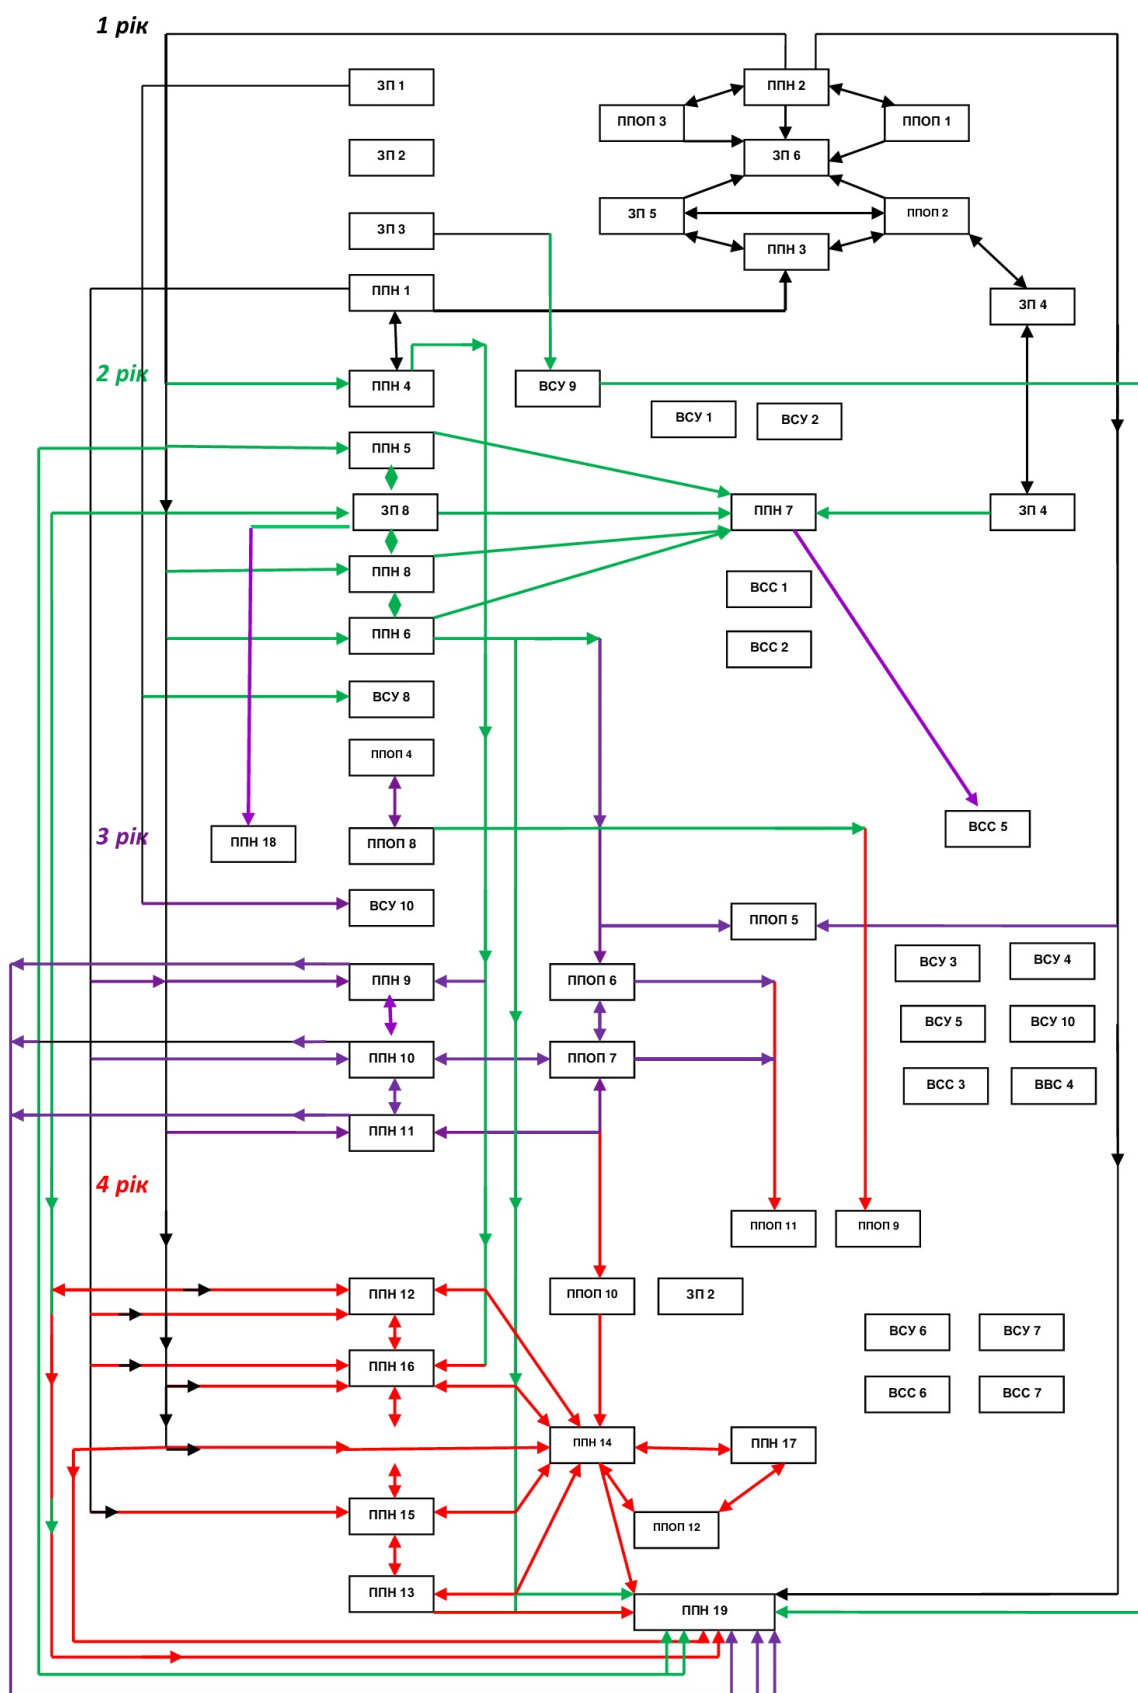 1 рік
ЗП 1
ППН 2
ППОП 3
ППОП 1
ЗП 2
ЗП 6
ЗП 3
ЗП 5
ППОП 2
ППН 3
ППН 1
ЗП 4
2 рік
ППН 4
ВСУ 9
ВСУ 1
ВСУ 2
ППН 5
ЗП 8
ППН 7
ЗП 4
ППН 8
ВСС 1
ППН 6
ВСС 2
ВСУ 8
ППОП 4
3 рік
ППН 18
ППОП 8
ВСС 5
ВСУ 10
ППОП 5
ВСУ 3
ВСУ 4
ППН 9
ППОП 6
ВСУ 5
ВСУ 10
ППН 10
ППОП 7
ВСС 3
ВВС 4
ППН 11
4 рік
ППОП 11
ППОП 9
ППН 12
ППОП 10
ЗП 2
ВСУ 6
ВСУ 7
ППН 16
ВСС 6
ВСС 7
ППН 14
ППН 17
ППН 15
ППОП 12
ППН 13
ППН 19